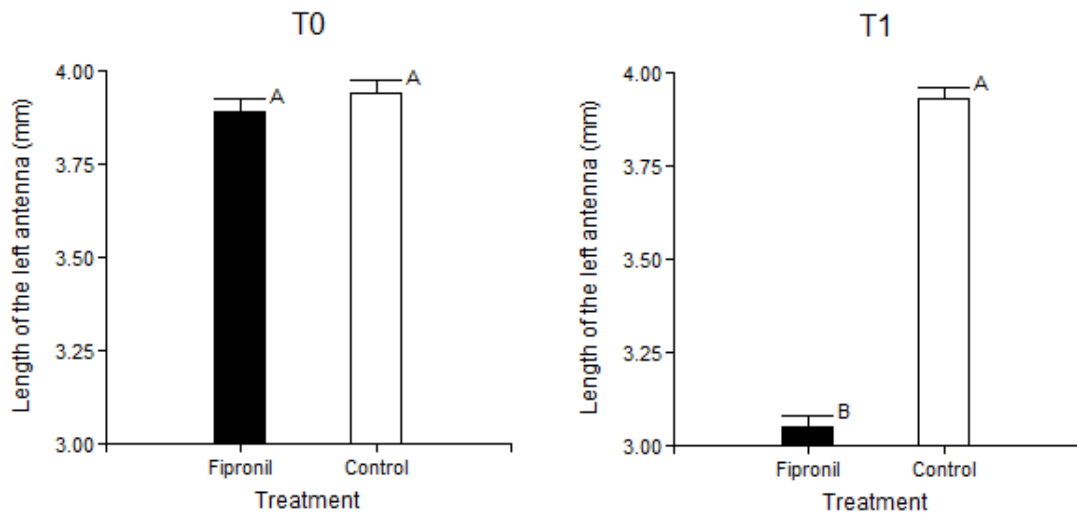 T0
Length of the left antenna (mm)
4.00
3.75
3.50
3.25
3.00
A
A
Fipronil
Control
Treatment
T1
Length of the left antenna (mm)
4.00
3.75
3.50
3.25
3.00
B
A
Fipronil
Control
Treatment